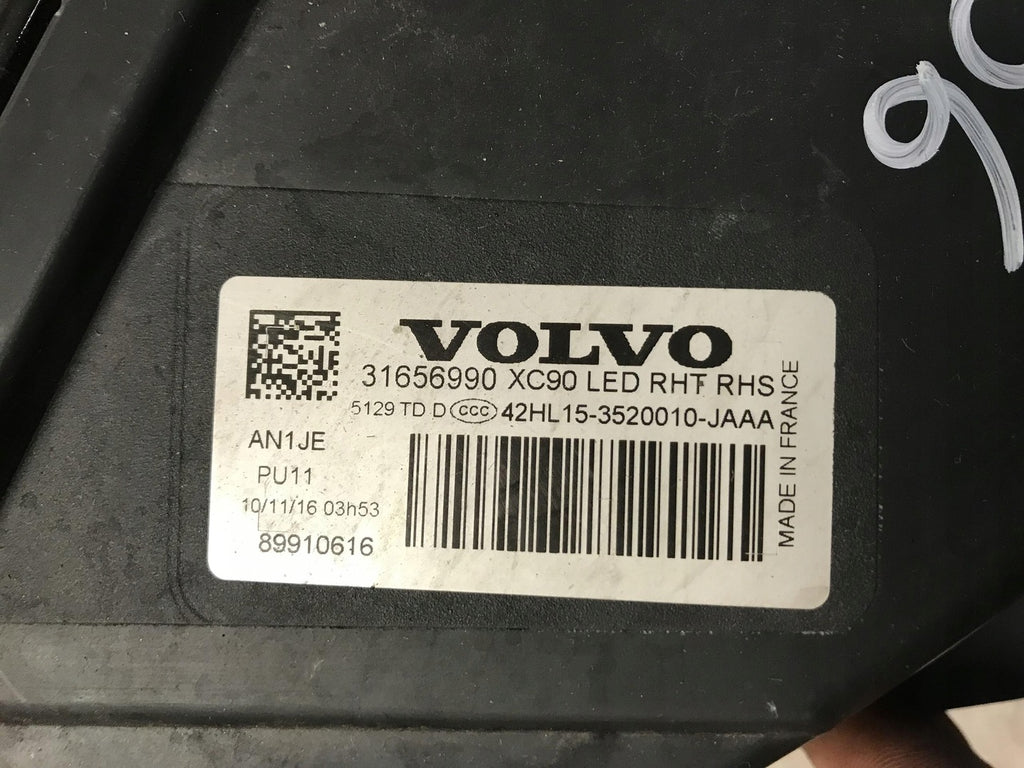 90
VOLVO
31656990 XC90 LED RHT RHS
5129 TD D CCC 42HL15-3520010-JAAA
AN1JE
PU11
10/11/16 03h53
89910616
MADE IN FRANCE